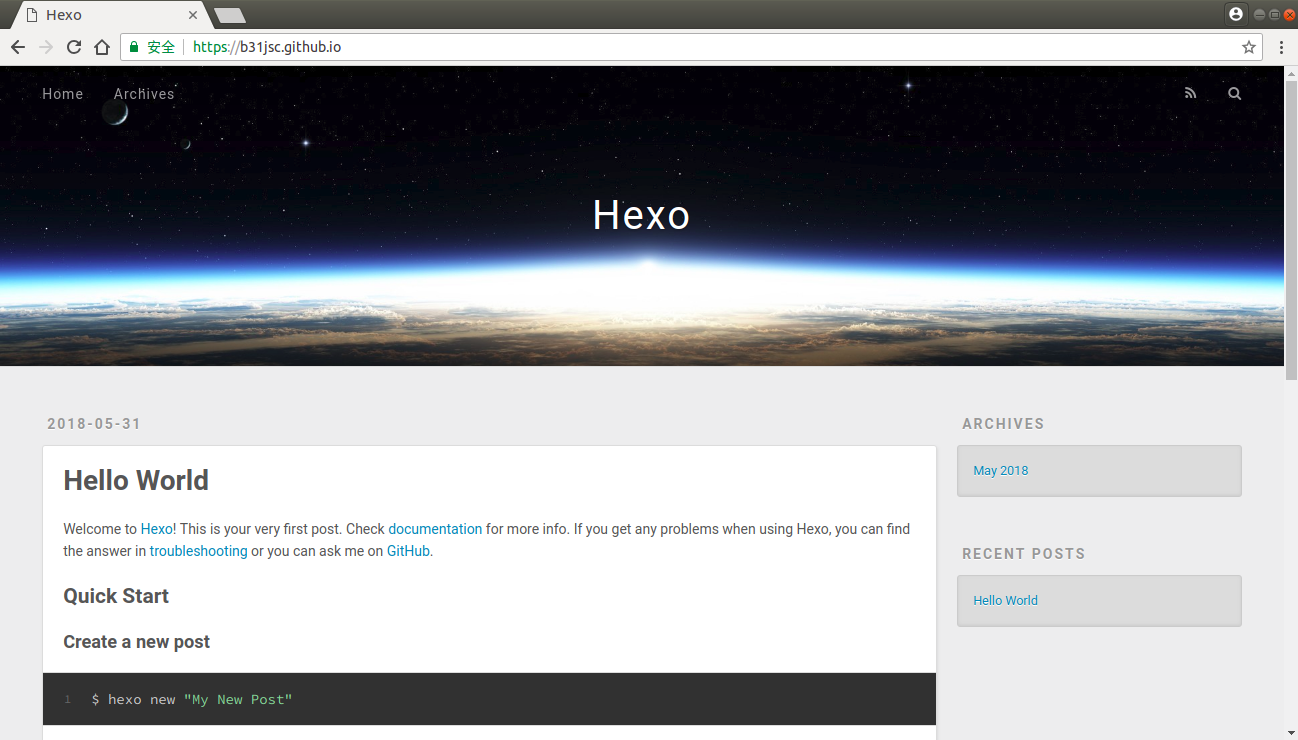 Hexo
安全
https://b31jsc.github.io
Home
Archives
Hexo
2018-05-31
Hello World
Welcome to Hexo! This is your very first post. Check documentation for more info. If you get any problems when using Hexo, you can find
the answer in troubleshooting or you can ask me on GitHub.
Quick Start
Create a new post
1 $ hexo new "My New Post"
ARCHIVES
May 2018
RECENT POSTS
Hello World